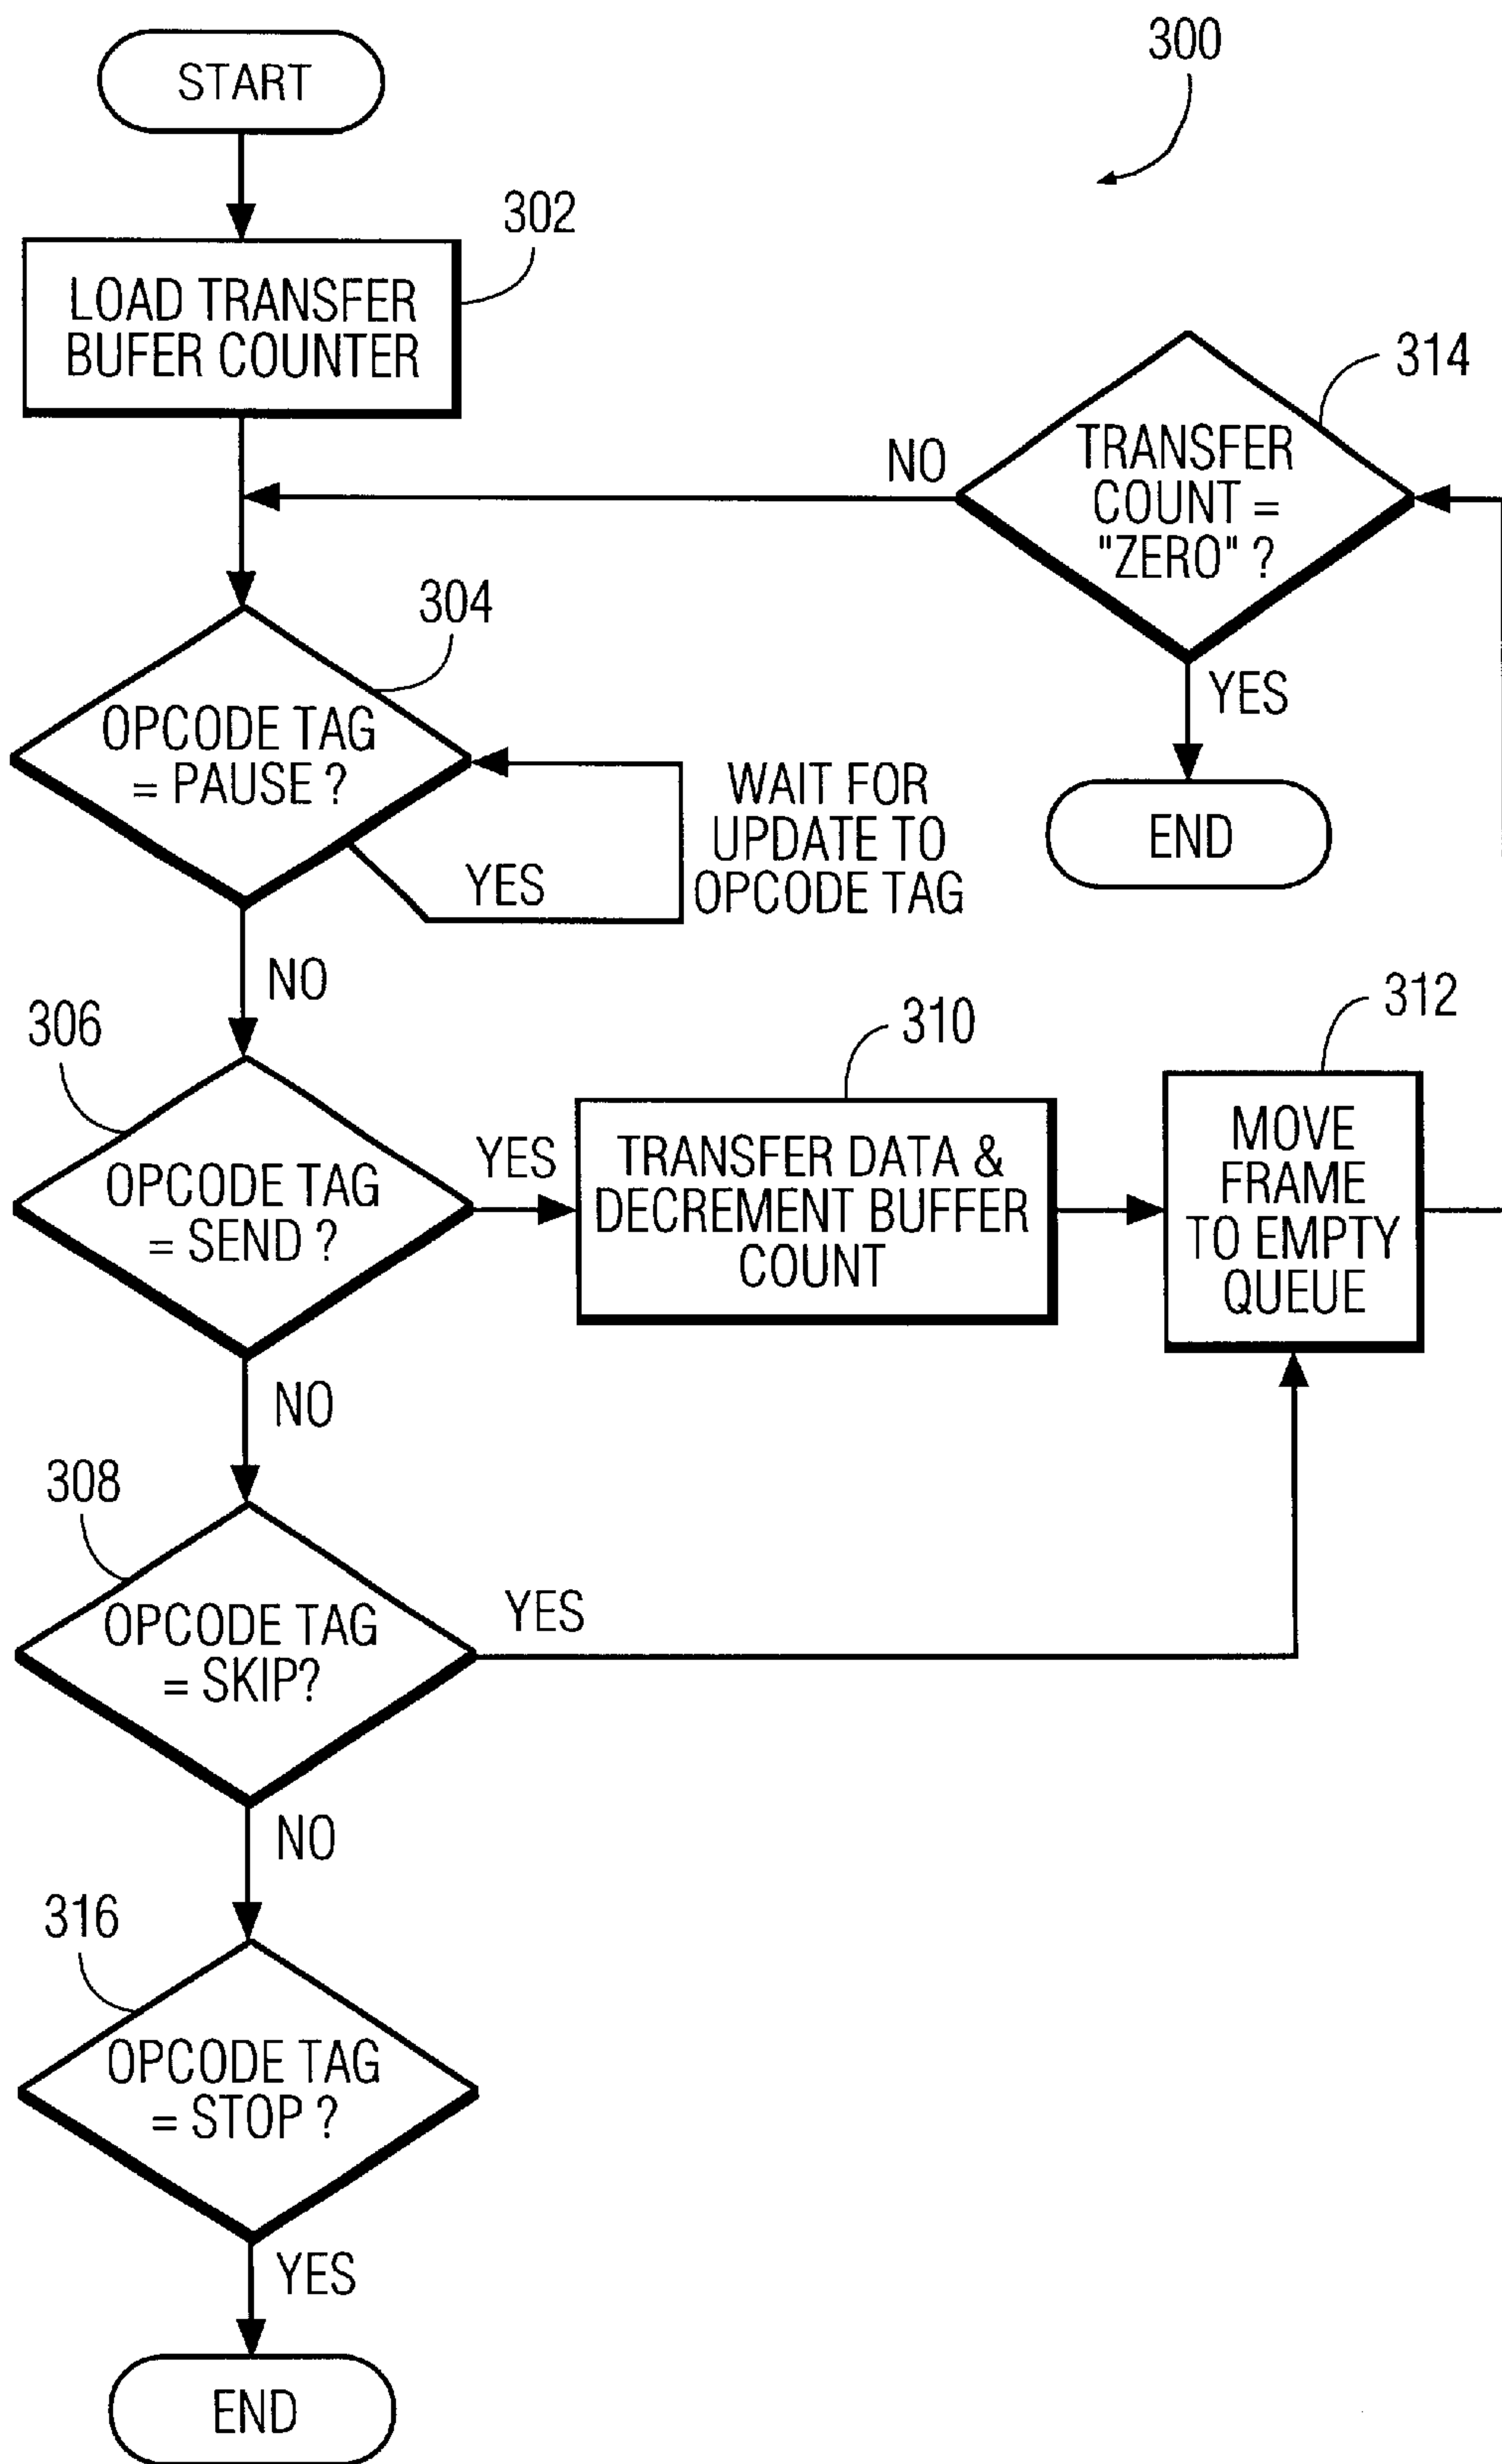 START
300
302
LOAD TRANSFER
BUFER COUNTER
314
TRANSFER
COUNT =
"ZERO" ?
NO
YES
END
304
OPCODE TAG
= PAUSE ?
YES
WAIT FOR
UPDATE TO
OPCODE TAG
NO
306
OPCODE TAG
= SEND ?
YES
310
TRANSFER DATA &
DECREMENT BUFFER
COUNT
312
MOVE
FRAME
TO EMPTY
QUEUE
NO
308
OPCODE TAG
= SKIP?
YES
NO
316
OPCODE TAG
= STOP ?
YES
END